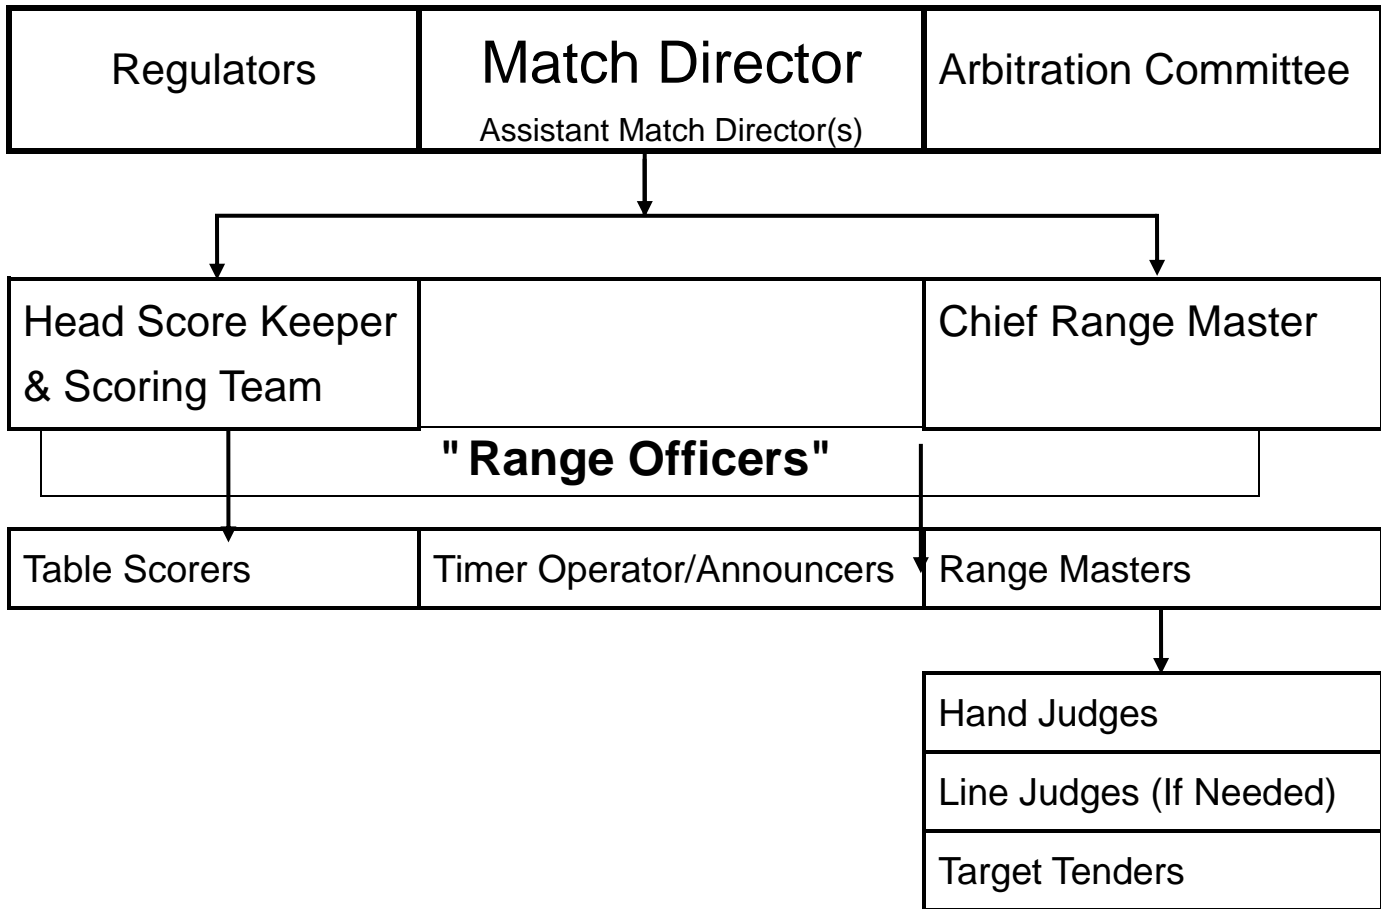 Regulators
Match Director
Assistant Match Director(s)
Arbitration Committee
Head Score Keeper
& Scoring Team
Chief Range Master
"Range Officers"
Table Scorers
Timer Operator/Announcers
Range Masters
Hand Judges
Line Judges (If Needed)
Target Tenders